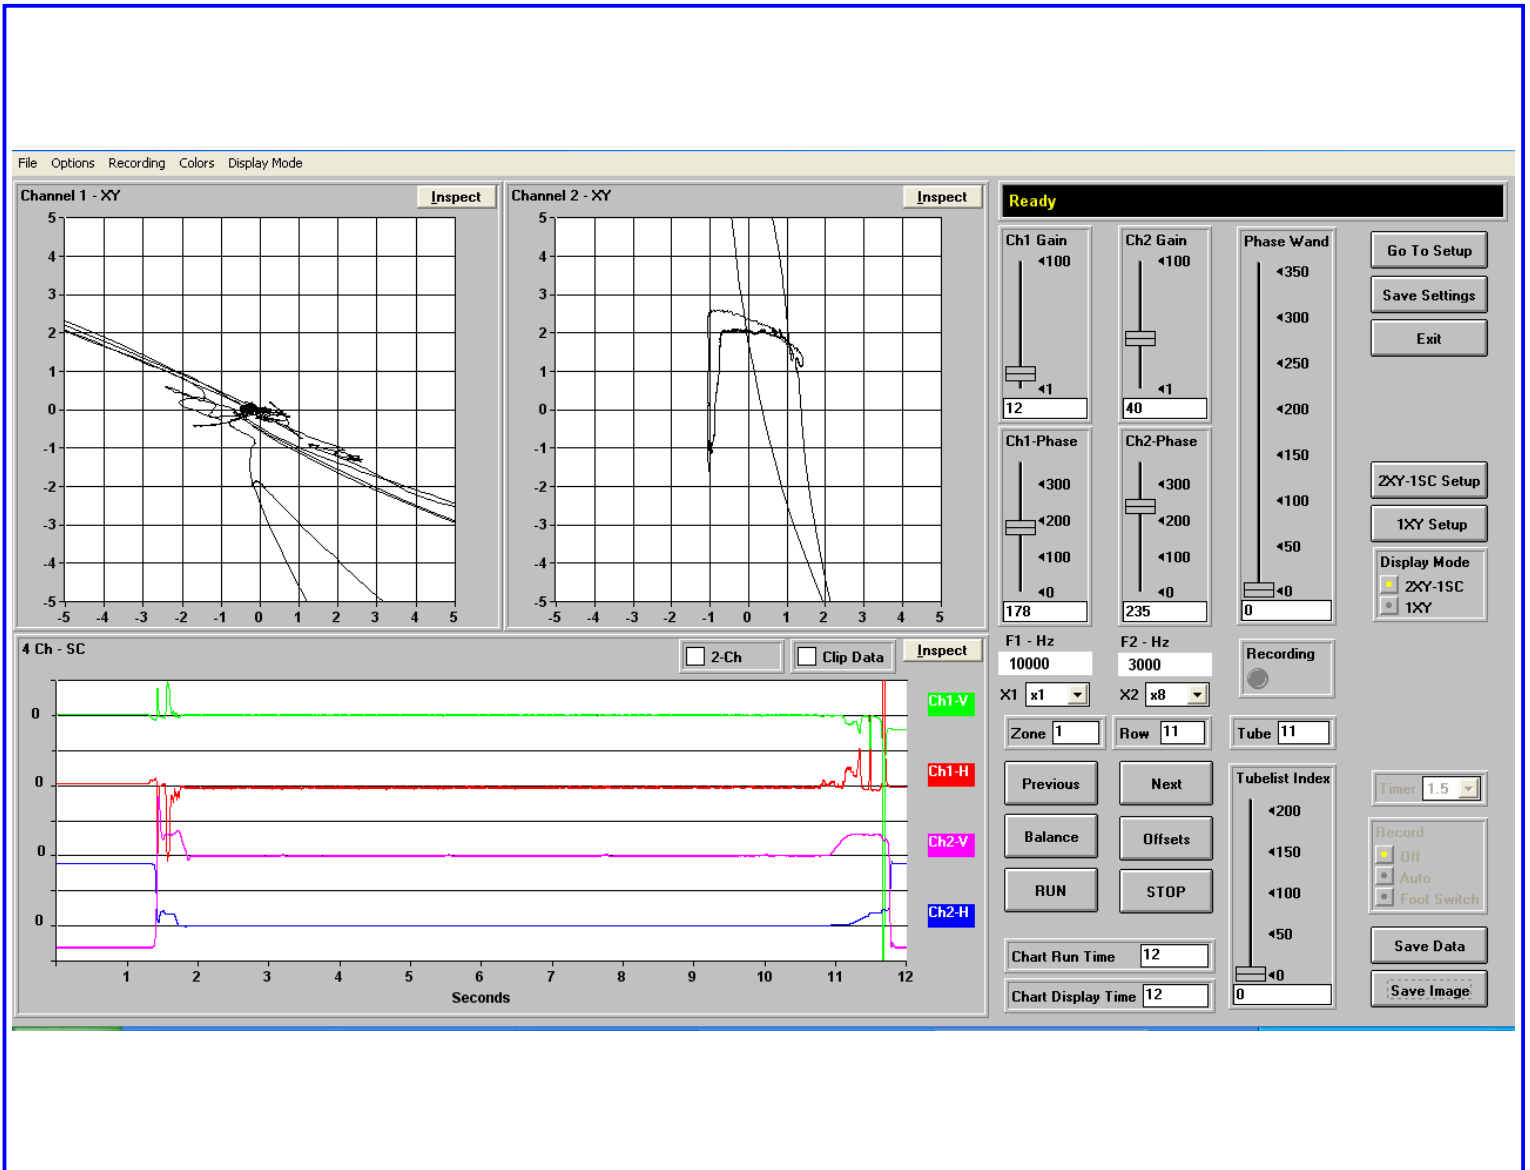 File Options Recording Colors Display Mode
Channel 1 - XY
Inspect
5
4
3
2
1
0
-1
-2
-3
-4
-5
-5 -4 -3 -2 -1 0 1 2 3 4 5
Channel 2 - XY
Inspect
5
4
3
2
1
0
-1
-2
-3
-4
-5
-5 -4 -3 -2 -1 0 1 2 3 4 5
4 Ch - SC
2-Ch
Clip Data
Inspect
0
0
0
0
Ch1-V
Ch1-H
Ch2-V
Ch2-H
1 2 3 4 5 6 7 8 9 10 11 12
Seconds
Ready
Ch1 Gain
100
1
12
Ch2 Gain
100
1
40
Ch1-Phase
300
200
100
0
178
Ch2-Phase
300
200
100
0
235
Phase Wand
350
300
250
200
150
100
50
0
0
Go To Setup
Save Settings
Exit
2XY-1SC Setup
1XY Setup
Display Mode
2XY-1SC
1XY
F1 - Hz
10000
F2 - Hz
3000
X1 x1
X2 x8
Recording
Zone 1
Row 11
Tube 11
Previous
Next
Balance
Offsets
RUN
STOP
Chart Run Time 12
Chart Display Time 12
Tubelist Index
200
150
100
50
0
0
Timer 1.5
Record
Off
Auto
Foot Switch
Save Data
Save Image